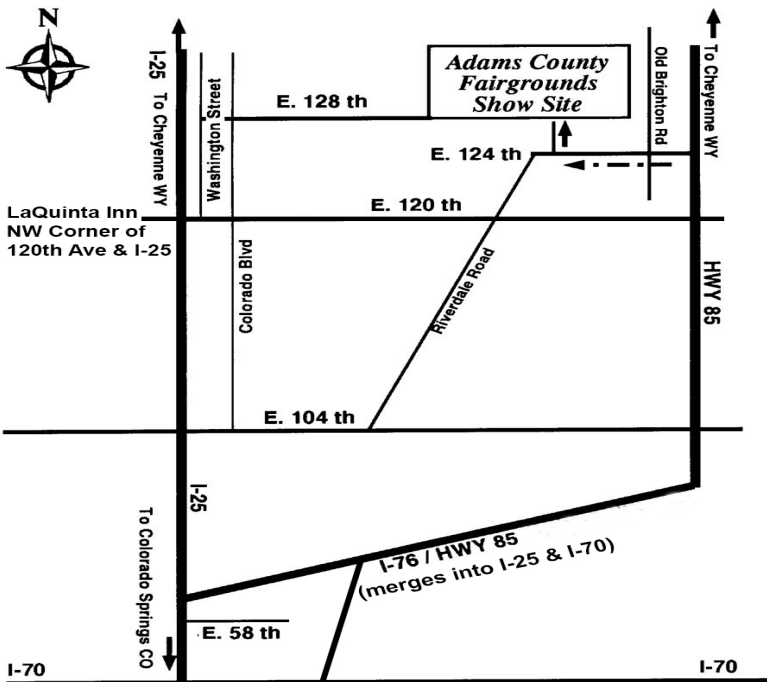 N
I-25
To Cheyenne WY
Washington Street
E. 128 th
Adams County
Fairgrounds
Show Site
Old Brighton Rd
To Cheyenne WY
E. 124 th
LaQuinta Inn
NW Corner of
120th Ave & I-25
E. 120 th
Colorado Blvd
Riverdale Road
HWY 85
E. 104 th
I-25
To Colorado Springs CO
I-76 / HWY 85
(merges into I-25 & I-70)
E. 58 th
I-70
I-70